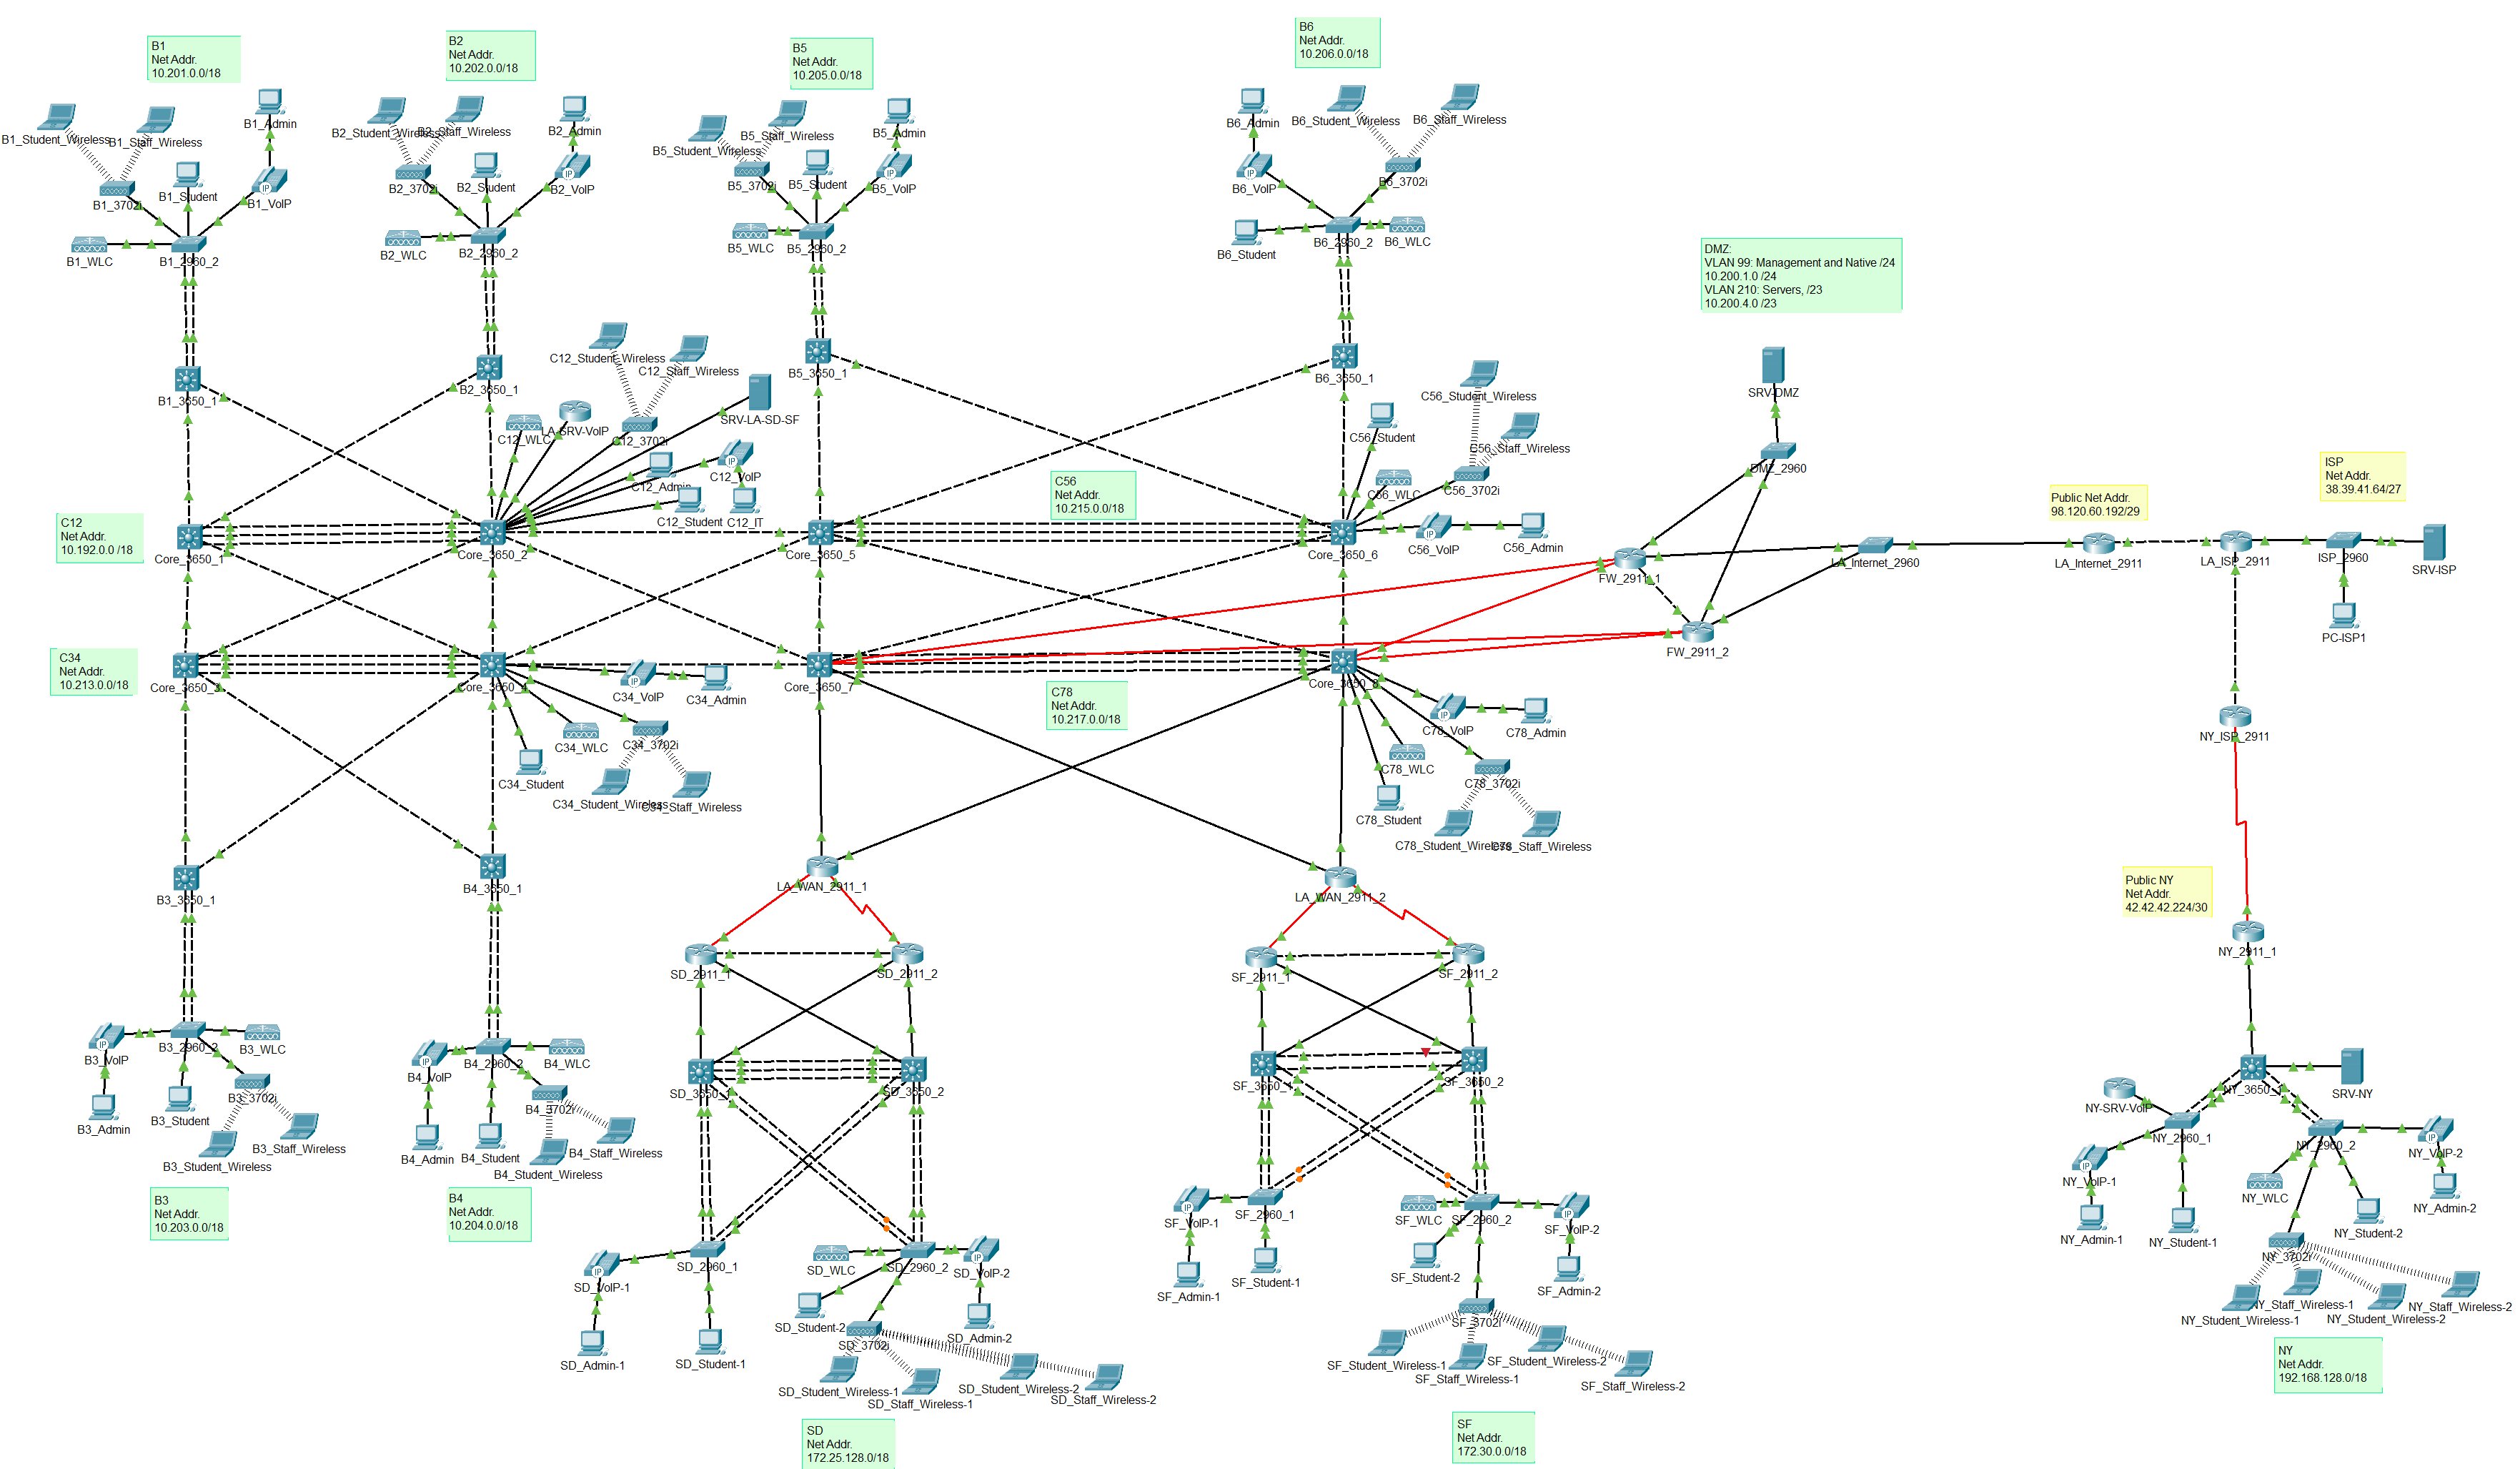 B1
Net Addr.
10.201.0.0/18
B2
Net Addr.
10.202.0.0/18
B5
Net Addr.
10.205.0.0/18
B6
Net Addr.
10.206.0.0/18
B1_Student_Wireless
B1_Staff_Wireless
B1_Admin
B1_3702i
B1_Student
B1_VoIP
B1_WLC
B1_2960_2
B1_3650_1
B2_Student_Wireless
B2_Staff_Wireless
B2_Admin
B2_3702i
B2_Student
IP
B2_VoIP
B2_WLC
B2_2960_2
B2_3650_1
B5_Student_Wireless
B5_Staff_Wireless
B5_Admin
B5_3702i
B5_Student
IP
B5_VoIP
B5_WLC
B5_2960_2
B5_3650_1
B6_Admin
B6_Student_Wireless
B6_Staff_Wireless
IP
B6_VoIP
B6_3702i
B6_Student
B6_2960_2
B6_WLC
B6_3650_1
DMZ:
VLAN 99: Management and Native /24
10.200.1.0 /24
VLAN 210: Servers, /23
10.200.4.0 /23
C12_Student_Wireless
C12_Staff_Wireless
C12_WLC
LA-SRV-VoIP
C12_3702i
SRV-LA-SD-SF
C12_Admin
IP
C12_VoIP
C12_Student
C12_IT
C56_Student_Wireless
C56_Student
C56_Staff_Wireless
C56_WLC
C56_3702i
IP
C56_VoIP
C56_Admin
C56
Net Addr.
10.215.0.0/18
C12
Net Addr.
10.192.0.0 /18
Core_3650_1
Core_3650_2
Core_3650_5
Core_3650_6
SRV-DMZ
DMZ_2960
FW_2911_1
FW_2911_2
LA_Internet_2960
Public Net Addr.
98.120.60.192/29
LA_Internet_2911
LA_ISP_2911
ISP
Net Addr.
38.39.41.64/27
ISP_2960
SRV-ISP
PC-ISP1
NY_ISP_2911
C34
Net Addr.
10.213.0.0/18
Core_3650_3
Core_3650_4
Core_3650_7
Core_3650_8
IP
C34_VoIP
C34_Admin
C34_WLC
C34_3702i
C34_Student
C34_Student_Wireless
C34_Staff_Wireless
C78
Net Addr.
10.217.0.0/18
IP
C78_VoIP
C78_Admin
C78_WLC
C78_3702i
C78_Student
C78_Student_Wireless
C78_Staff_Wireless
B3_3650_1
B4_3650_1
LA_WAN_2911_1
LA_WAN_2911_2
Public NY
Net Addr.
42.42.42.224/30
NY_2911_1
SD_2911_1
SD_2911_2
SF_2911_1
SF_2911_2
IP
B3_VoIP
B3_2960_2
B3_WLC
B3_3702i
B3_Admin
B3_Student
B3_Staff_Wireless
B3_Student_Wireless
IP
B4_VoIP
B4_2960_2
B4_WLC
B4_3702i
B4_Admin
B4_Student
B4_Staff_Wireless
B4_Student_Wireless
B3
Net Addr.
10.203.0.0/18
B4
Net Addr.
10.204.0.0/18
SD_3650_1
SD_3650_2
IP
SD_VoIP-1
SD_2960_1
SD_Admin-1
SD_Student-1
SD_WLC
SD_2960_2
SD_VoIP-2
SD_Student-2
SD_3702i
SD_Admin-2
SD_Student_Wireless-1
SD_Staff_Wireless-1
SD_Student_Wireless-2
SD_Staff_Wireless-2
SD
Net Addr.
172.25.128.0/18
SF_3650_1
SF_3650_2
IP
SF_VoIP-1
SF_2960_1
SF_Admin-1
SF_Student-1
SF_WLC
SF_2960_2
IP
SF_VoIP-2
SF_Student-2
SF_Admin-2
SF_3702i
SF_Student_Wireless-1
SF_Staff_Wireless-1
SF_Student_Wireless-2
SF_Staff_Wireless-2
SF
Net Addr.
172.30.0.0/18
NY_3650_1
SRV-NY
NY-SRV-VoIP
NY_2960_1
NY_2960_2
IP
NY_VoIP-1
NY_Admin-1
NY_Student-1
IP
NY_VoIP-2
NY_WLC
NY_Admin-2
NY_Student-2
NY_3702i
NY_Student_Wireless-1
NY_Staff_Wireless-1
NY_Student_Wireless-2
NY_Staff_Wireless-2
NY
Net Addr.
192.168.128.0/18